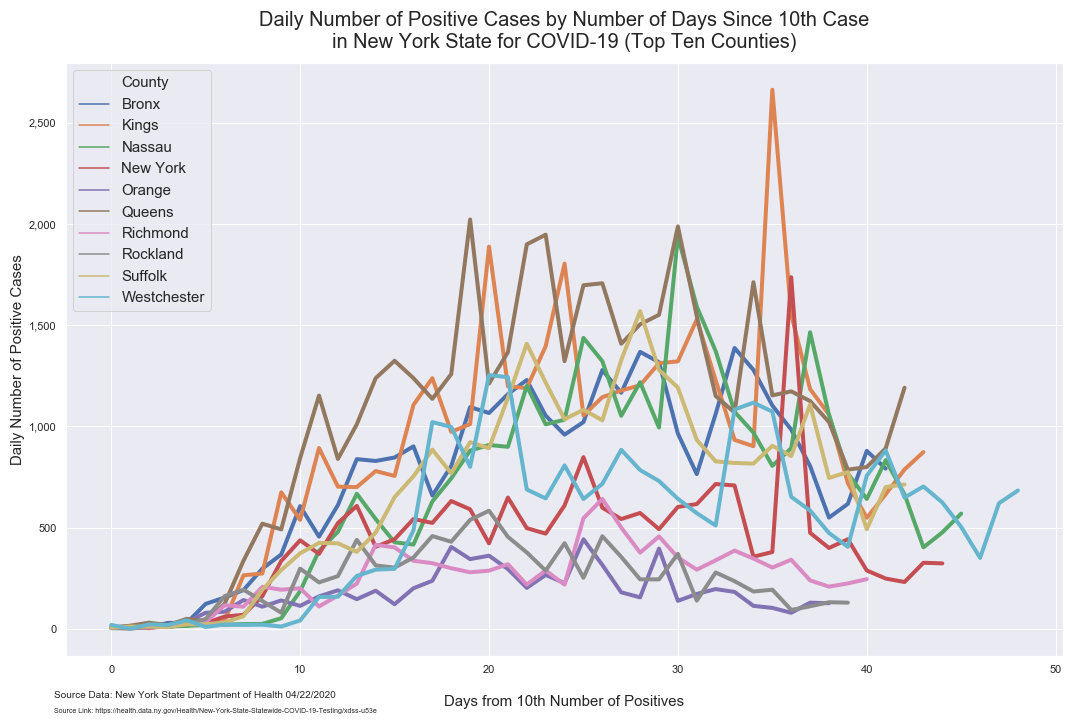 Daily Number of Positive Cases by Number of Days Since 10th Case
in New York State for COVID-19 (Top Ten Counties)
County
Bronx
Kings
Nassau
New York
Orange
Queens
Richmond
Rockland
Suffolk
Westchester
Daily Number of Positive Cases
2,500
2,000
1,500
1,000
500
0
0 10 20 30 40 50
Days from 10th Number of Positives
Source Data: New York State Department of Health 04/22/2020
Source Link: https://health.data.ny.gov/Health/New-York-State-Statewide-COVID-19-Testing/xdss-u53e